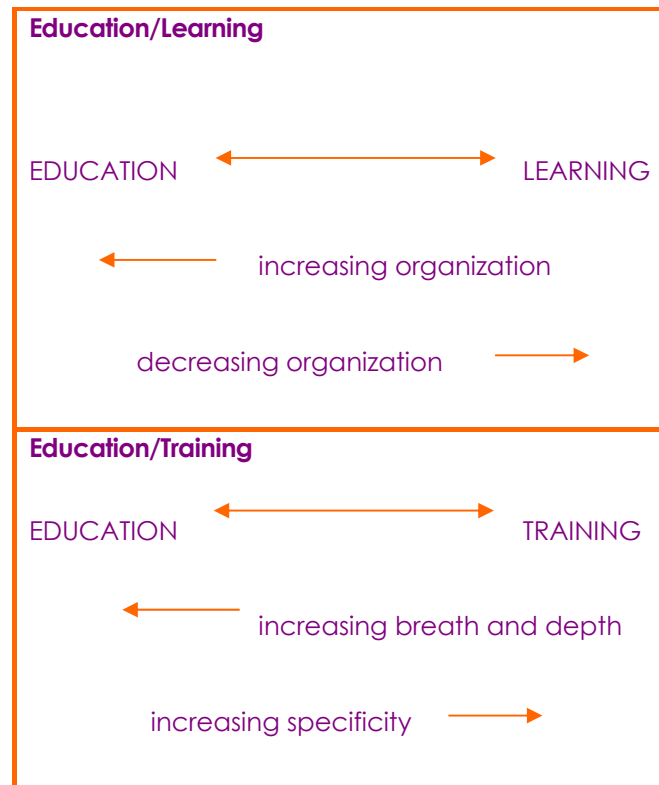 Education/Learning
EDUCATION LEARNING
increasing organization
decreasing organization
Education/Training
EDUCATION TRAINING
increasing breath and depth
increasing specificity